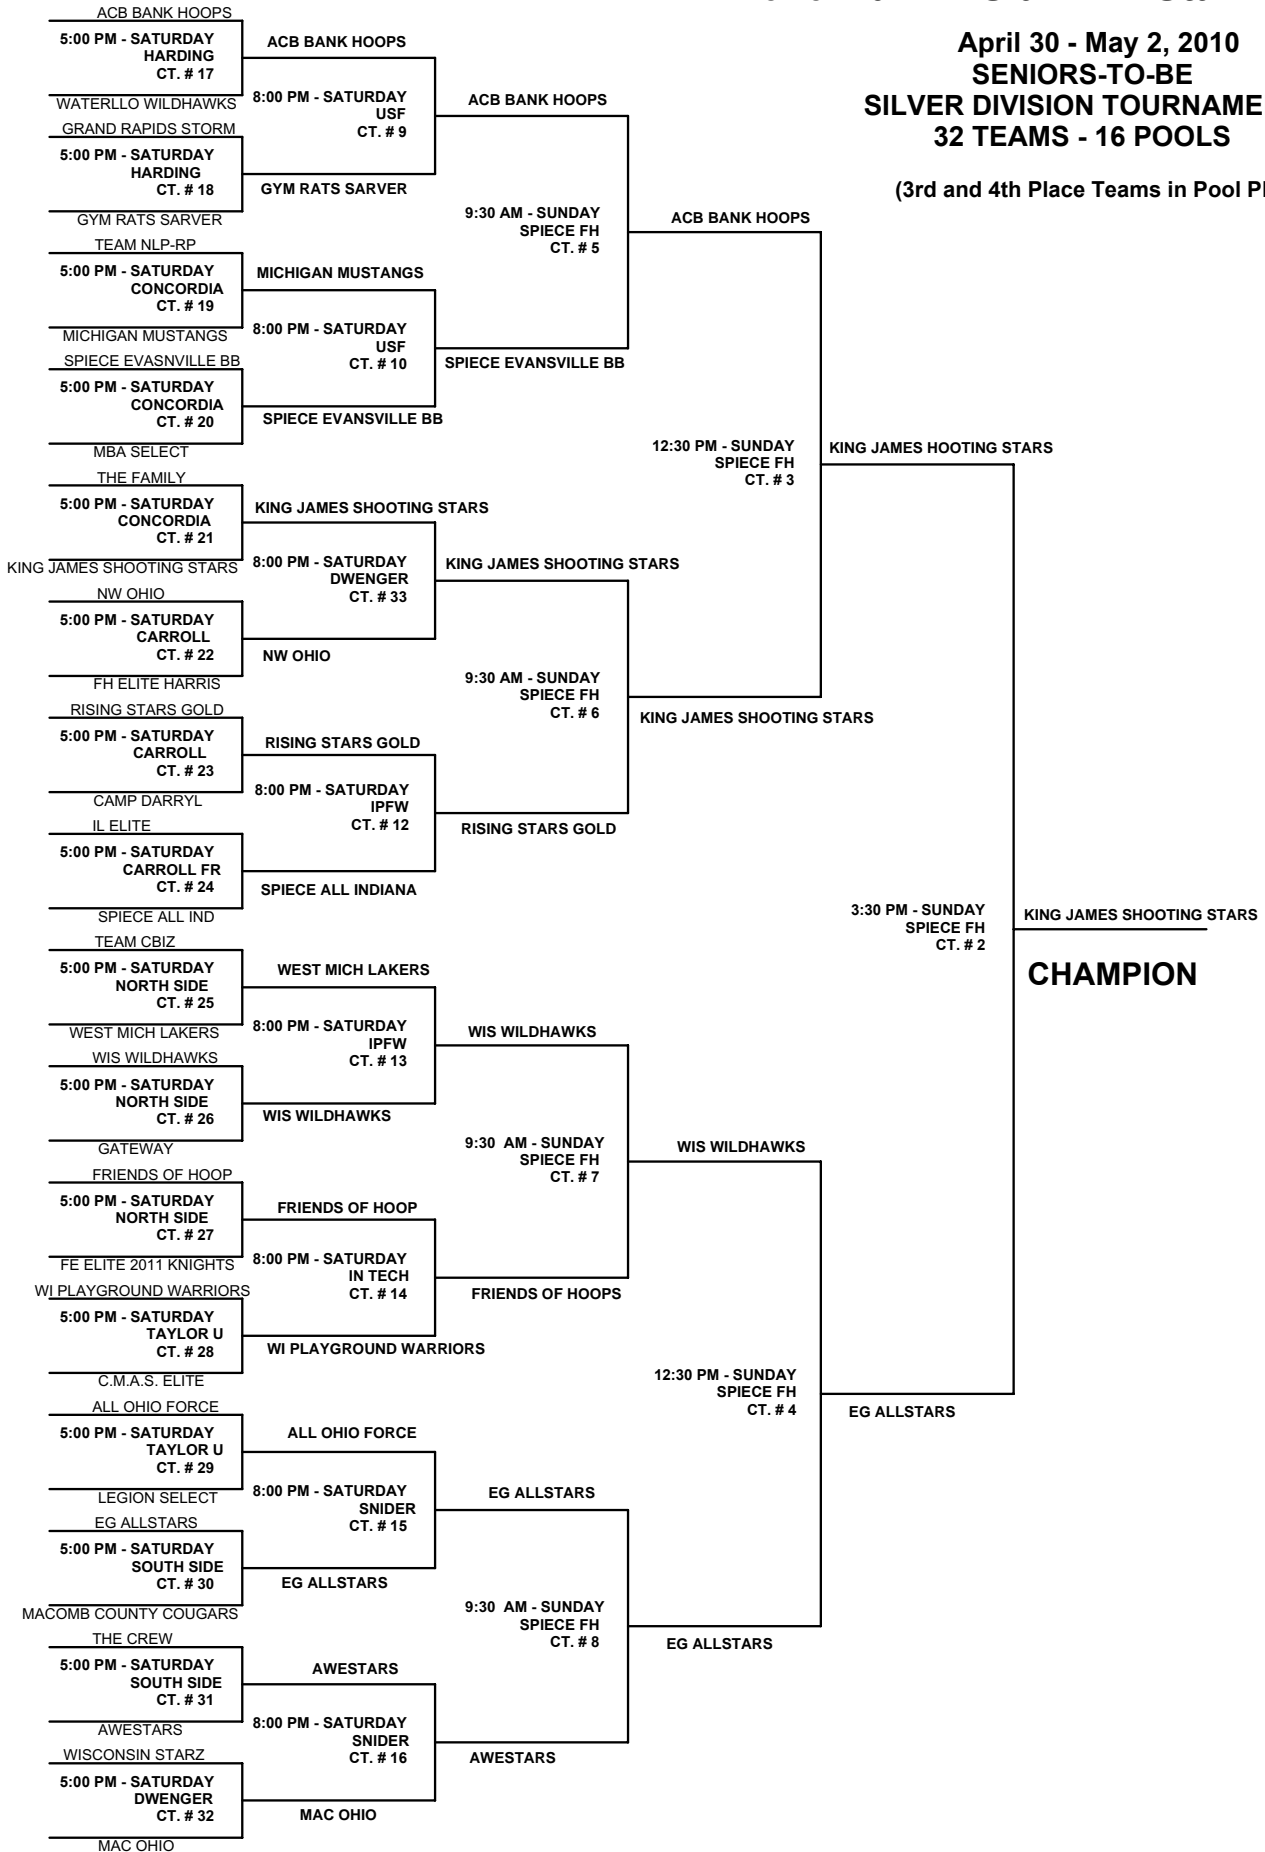 April 30 - May 2, 2010
SENIORS-TO-BE
SILVER DIVISION TOURNAME
32 TEAMS - 16 POOLS
(3rd and 4th Place Teams in Pool Pl
ACB BANK HOOPS
5:00 PM - SATURDAY
HARDING
CT. # 17
WATERLLO WILDHAWKS
GRAND RAPIDS STORM
5:00 PM - SATURDAY
HARDING
CT. # 18
GYM RATS SARVER
TEAM NLP-RP
5:00 PM - SATURDAY
CONCORDIA
CT. # 19
MICHIGAN MUSTANGS
SPIECE EVASNVILLE BB
5:00 PM - SATURDAY
CONCORDIA
CT. # 20
MBA SELECT
THE FAMILY
5:00 PM - SATURDAY
CONCORDIA
CT. # 21
KING JAMES SHOOTING STARS
NW OHIO
5:00 PM - SATURDAY
CARROLL
CT. # 22
FH ELITE HARRIS
RISING STARS GOLD
5:00 PM - SATURDAY
CARROLL
CT. # 23
CAMP DARRYL
IL ELITE
5:00 PM - SATURDAY
CARROLL FR
CT. # 24
SPIECE ALL IND
TEAM CBIZ
5:00 PM - SATURDAY
NORTH SIDE
CT. # 25
WEST MICH LAKERS
WIS WILDHAWKS
5:00 PM - SATURDAY
NORTH SIDE
CT. # 26
GATEWAY
FRIENDS OF HOOP
5:00 PM - SATURDAY
NORTH SIDE
CT. # 27
FE ELITE 2011 KNIGHTS
WI PLAYGROUND WARRIORS
5:00 PM - SATURDAY
TAYLOR U
CT. # 28
C.M.A.S. ELITE
ALL OHIO FORCE
5:00 PM - SATURDAY
TAYLOR U
CT. # 29
LEGION SELECT
EG ALLSTARS
5:00 PM - SATURDAY
SOUTH SIDE
CT. # 30
MACOMB COUNTY COUGARS
THE CREW
5:00 PM - SATURDAY
SOUTH SIDE
CT. # 31
AWESTARS
WISCONSIN STARZ
5:00 PM - SATURDAY
DWENGER
CT. # 32
MAC OHIO
ACB BANK HOOPS
8:00 PM - SATURDAY
USF
CT. # 9
GYM RATS SARVER
MICHIGAN MUSTANGS
8:00 PM - SATURDAY
USF
CT. # 10
SPIECE EVANSVILLE BB
KING JAMES SHOOTING STARS
8:00 PM - SATURDAY
DWENGER
CT. # 33
NW OHIO
RISING STARS GOLD
8:00 PM - SATURDAY
IPFW
CT. # 12
SPIECE ALL INDIANA
WEST MICH LAKERS
8:00 PM - SATURDAY
IPFW
CT. # 13
WIS WILDHAWKS
FRIENDS OF HOOP
8:00 PM - SATURDAY
IN TECH
CT. # 14
WI PLAYGROUND WARRIORS
ALL OHIO FORCE
8:00 PM - SATURDAY
SNIDER
CT. # 15
EG ALLSTARS
AWESTARS
8:00 PM - SATURDAY
SNIDER
CT. # 16
MAC OHIO
ACB BANK HOOPS
9:30 AM - SUNDAY
SPIECE FH
CT. # 5
SPIECE EVANSVILLE BB
KING JAMES SHOOTING STARS
9:30 AM - SUNDAY
SPIECE FH
CT. # 6
RISING STARS GOLD
WIS WILDHAWKS
9:30 AM - SUNDAY
SPIECE FH
CT. # 7
FRIENDS OF HOOPS
EG ALLSTARS
9:30 AM - SUNDAY
SPIECE FH
CT. # 8
AWESTARS
ACB BANK HOOPS
12:30 PM - SUNDAY
SPIECE FH
CT. # 3
KING JAMES SHOOTING STARS
WIS WILDHAWKS
12:30 PM - SUNDAY
SPIECE FH
CT. # 4
EG ALLSTARS
KING JAMES HOOTING STARS
3:30 PM - SUNDAY
SPIECE FH
CT. # 2
EG ALLSTARS
KING JAMES SHOOTING STARS
CHAMPION